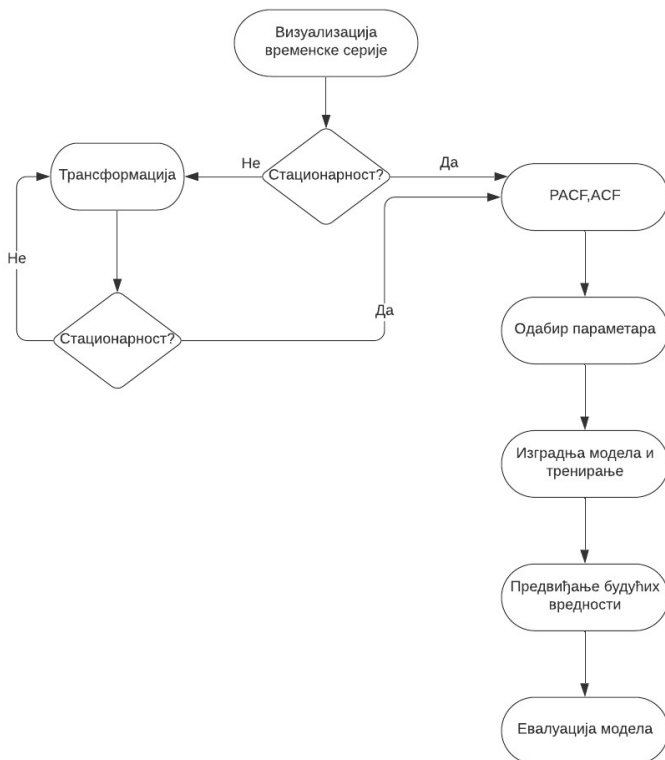 Визуализација
временске серије
Не
Да
Трансформација
Стационарност?
PACF,ACF
Не
Да
Стационарност?
Одабир параметара
Изградња модела и
тренирање
Предвиђање будућих
вредности
Евалуација модела